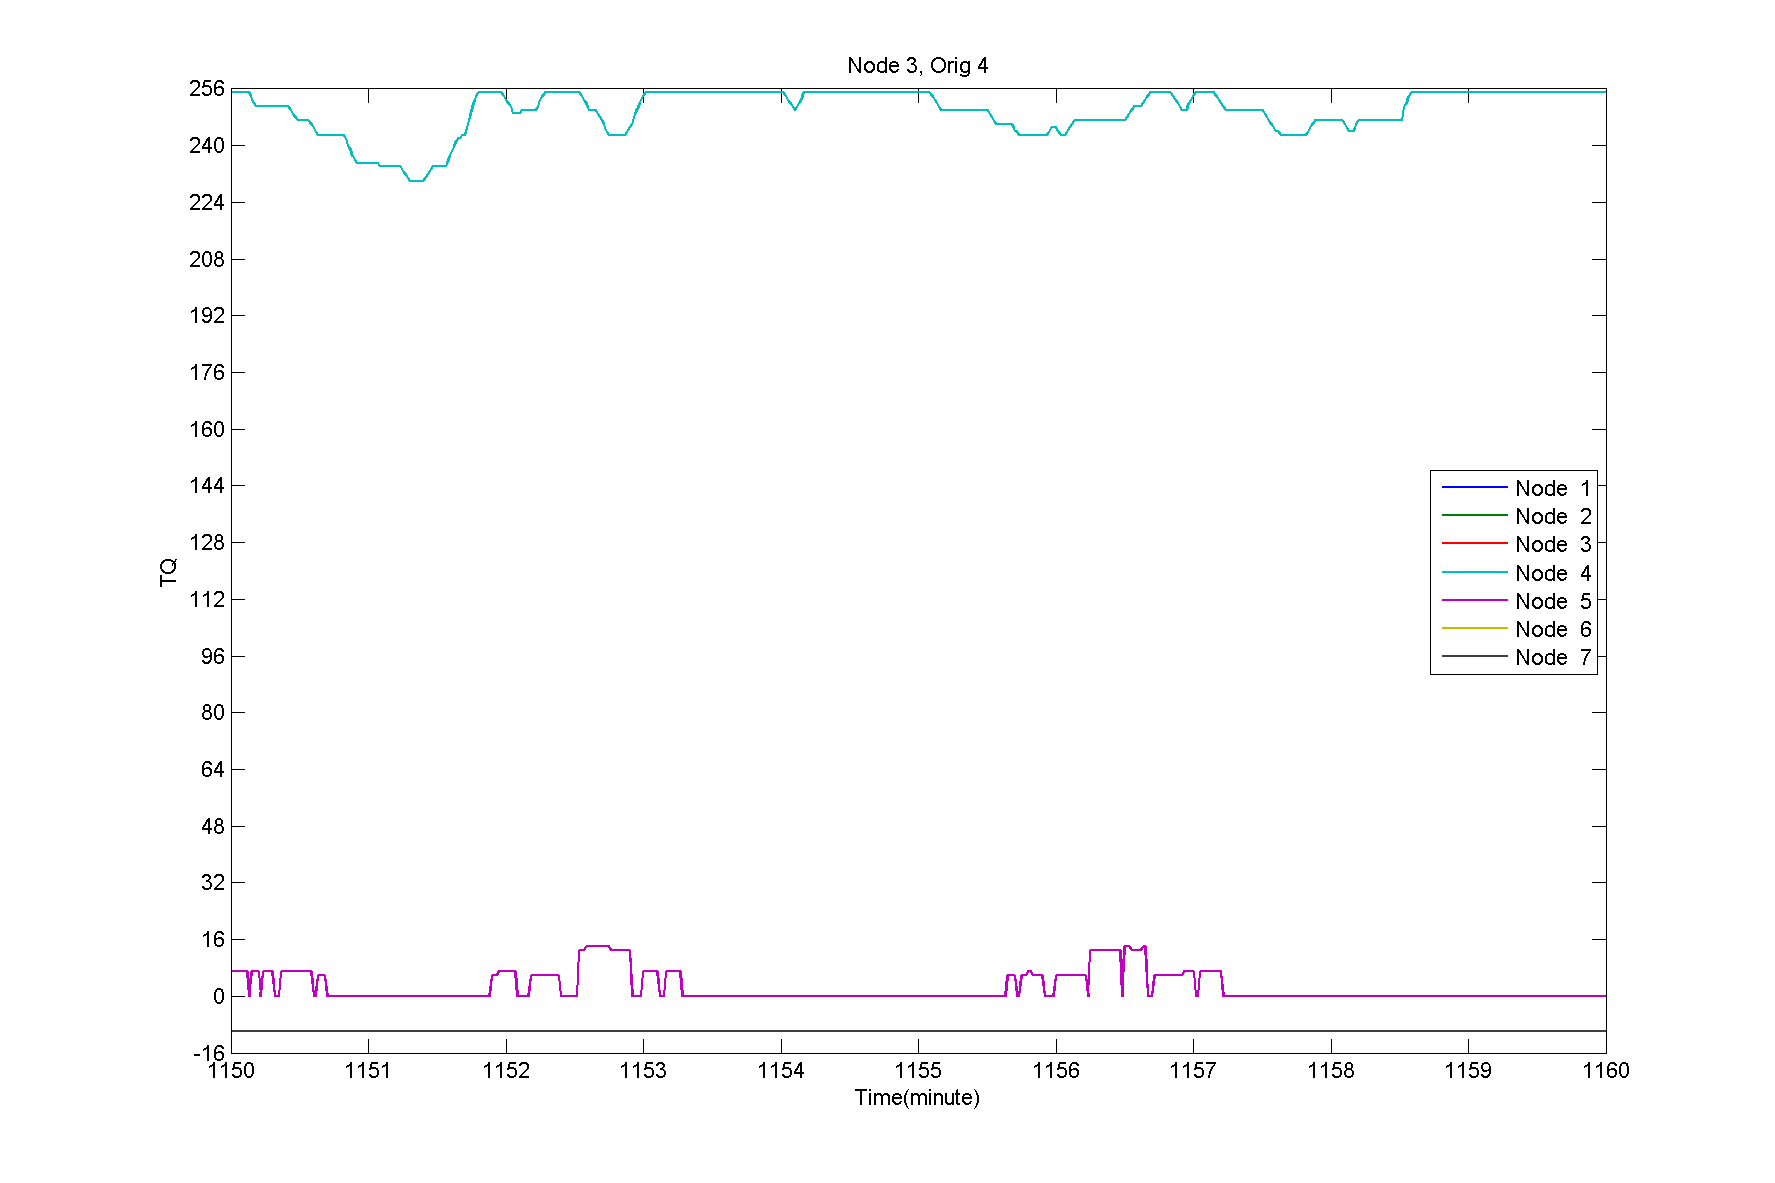 Node 3, Orig 4
256
240
224
208
192
176
160
144
128
112
96
80
64
48
32
16
0
-16
TQ
Node 1
Node 2
Node 3
Node 4
Node 5
Node 6
Node 7
1150 1151 1152 1153 1154 1155 1156 1157 1158 1159 1160
Time(minute)